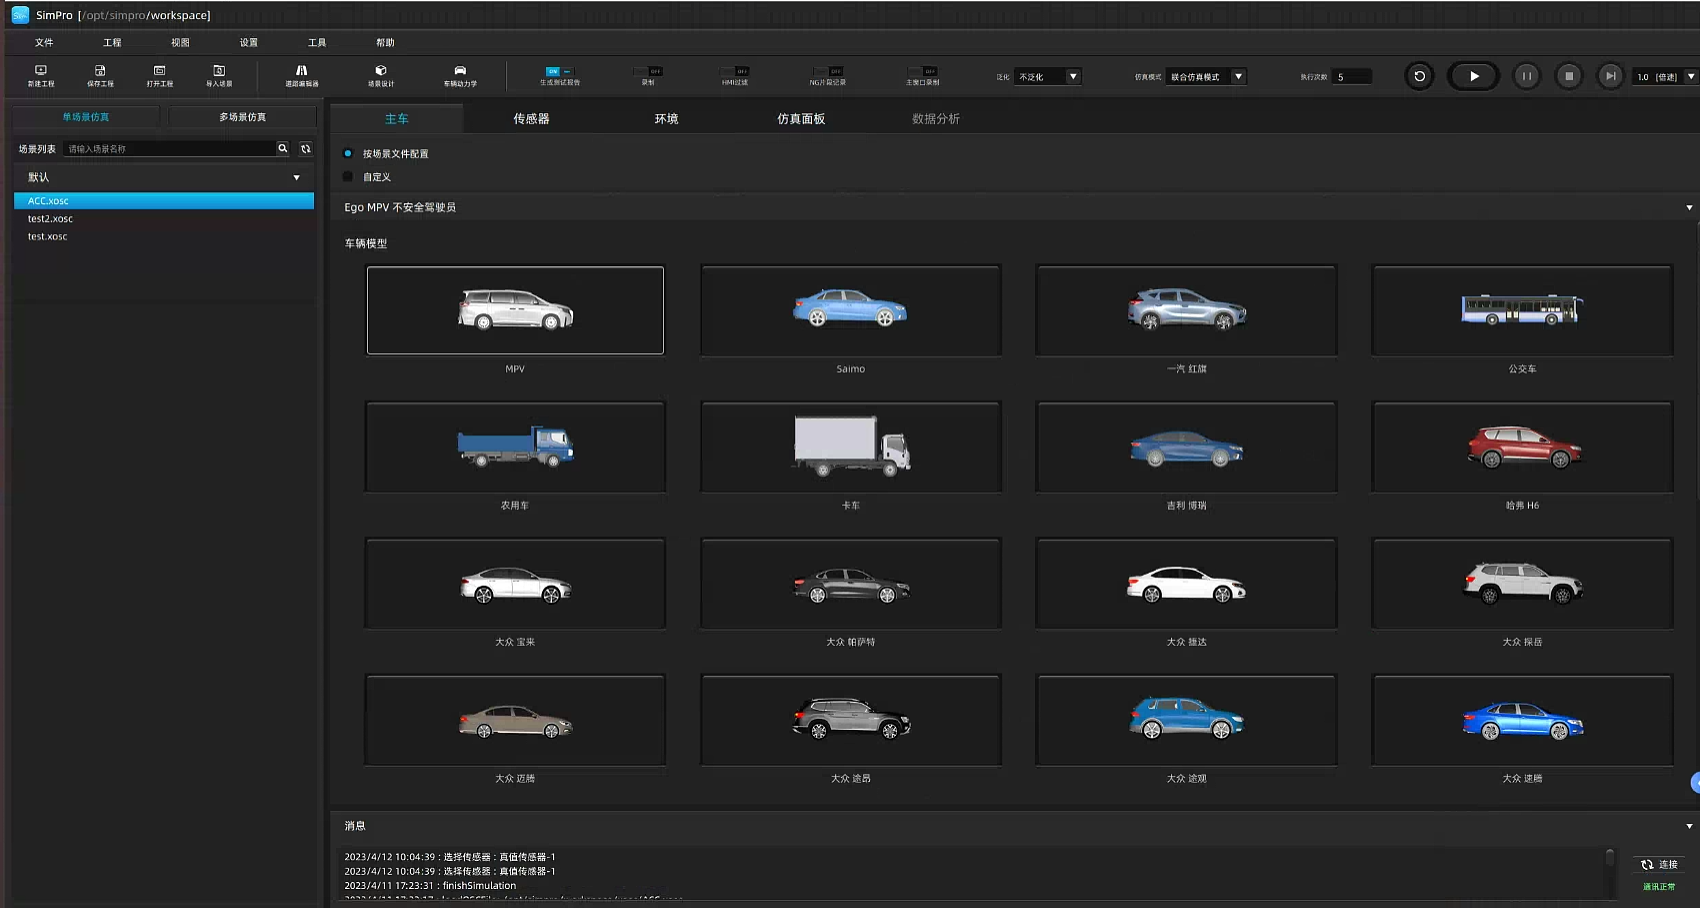 SimPro [/opt/simpro/workspace]
文件 工程 视图 设置 工具 帮助
新建工程 保存工程 打开工程 导入场景 道路编辑器 场景设计 车辆动力学 ON 生成测试报告 OFF 录制 OFF HMI过滤 OFF NG片段记录 OFF 主窗口录制 泛化 不泛化 仿真模式 联合仿真模式 执行次数 5 1.0 [倍速]
单场景仿真 多场景仿真
场景列表 请输入场景名称
默认
ACC.xosc
test2.xosc
test.xosc
主车 传感器 环境 仿真面板 数据分析
按场景文件配置
自定义
Ego MPV 不安全驾驶员
车辆模型
MPV Saimo 一汽 红旗 公交车
农用车 卡车 吉利 博瑞 哈弗 H6
大众 宝来 大众 帕萨特 大众 捷达 大众 探岳
大众 迈腾 大众 途昂 大众 途观 大众 速腾
消息
2023/4/12 10:04:39 : 选择传感器 : 真值传感器-1
2023/4/12 10:04:39 : 选择传感器 : 真值传感器-1
2023/4/11 17:23:31 : finishSimulation
连接
通讯正常